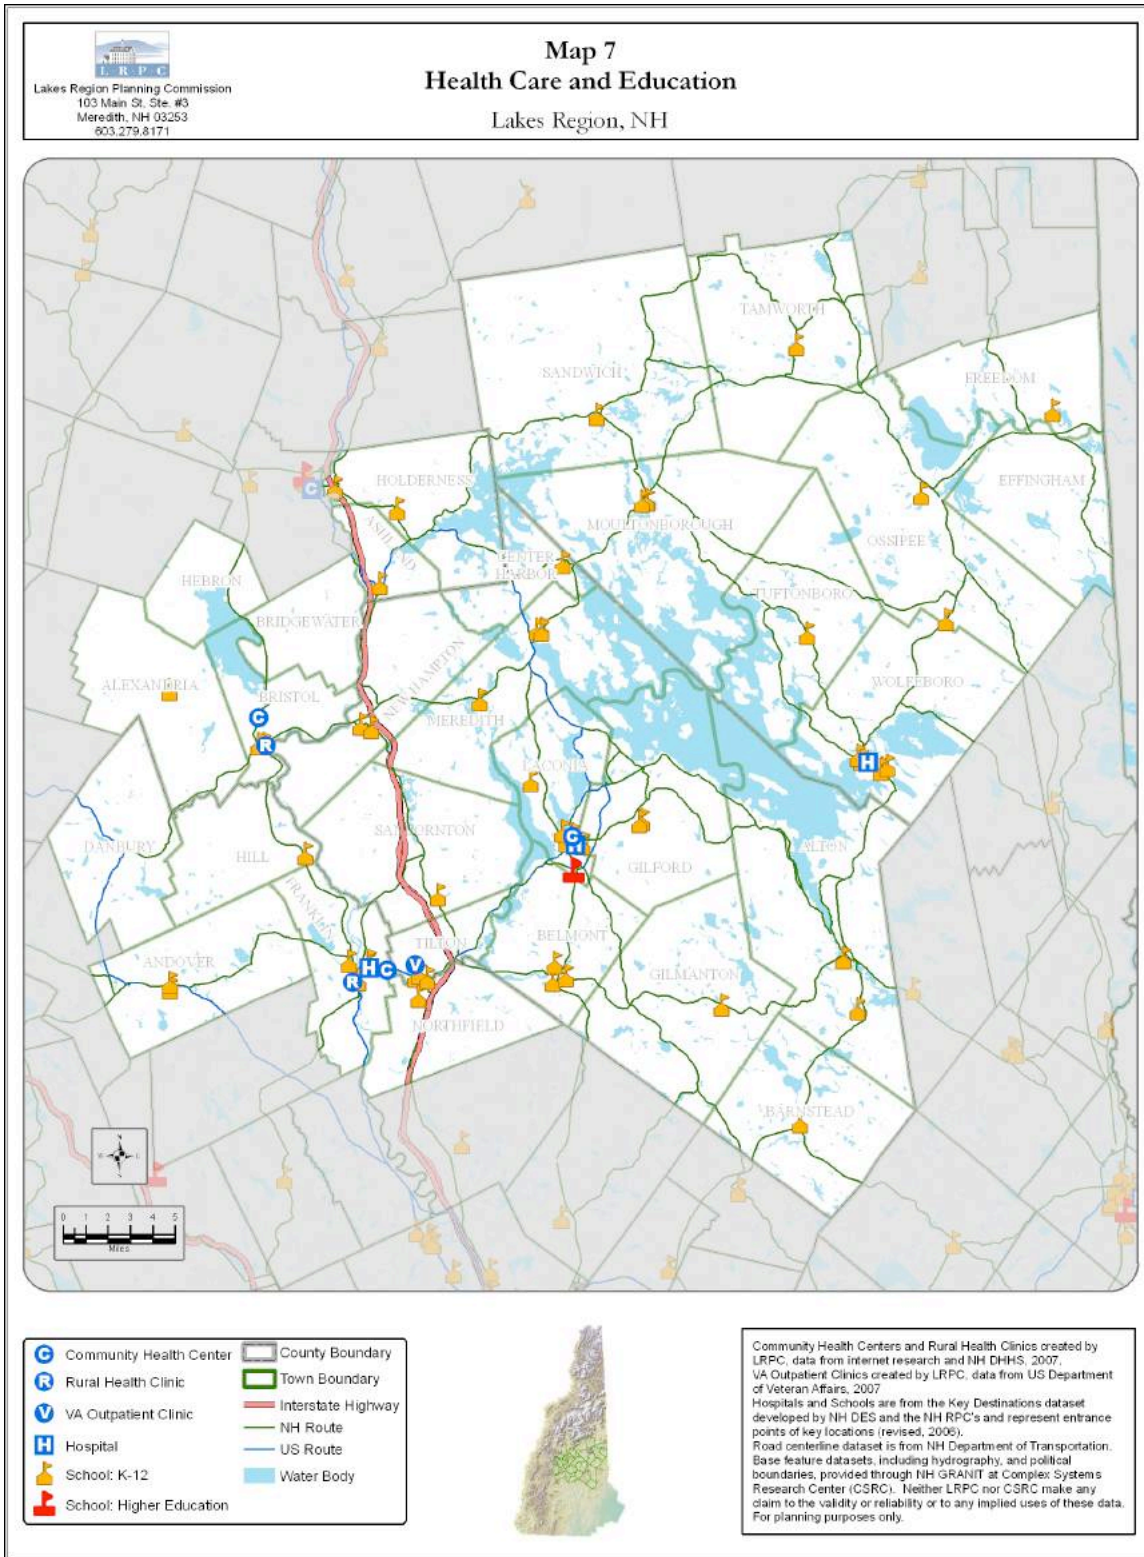 L R P C
Lakes Region Planning Commission
103 Main St, Ste. #3
Meredith, NH 03253
603.279.8171
Map 7
Health Care and Education
Lakes Region, NH
TAMWORTH
SANDWICH
FREEDOM
HOLDERNESS
EFFINGHAM
ASHLAND
MOULTONBOROUGH
OSSIPEE
CENTER
HARBOR
HEBRON
TUFTONBORO
BRIDGEWATER
NEW HAMPTON
ALEXANDRIA
WOLFEBORO
BRISTOL
MEREDITH
LACONIA
SANBORNTON
DANBURY
HILL
GILFORD
ALTON
FRANKLIN
TILTON
BELMONT
ANDOVER
GILMANTON
NORTHFIELD
BARNSTEAD
C
C
R
H
C
H
H
C
V
R
N
0 1 2 3 4 5
Miles
C Community Health Center
R Rural Health Clinic
V VA Outpatient Clinic
H Hospital
School: K-12
School: Higher Education
County Boundary
Town Boundary
Interstate Highway
NH Route
US Route
Water Body
Community Health Centers and Rural Health Clinics created by
LRPC, data from internet research and NH DHHS, 2007.
VA Outpatient Clinics created by LRPC, data from US Department
of Veteran Affairs, 2007
Hospitals and Schools are from the Key Destinations dataset
developed by NH DES and the NH RPC's and represent entrance
points of key locations (revised, 2006).
Road centerline dataset is from NH Department of Transportation.
Base feature datasets, including hydrography, and political
boundaries, provided through NH GRANIT at Complex Systems
Research Center (CSRC). Neither LRPC nor CSRC make any
claim to the validity or reliability or to any implied uses of these data.
For planning purposes only.